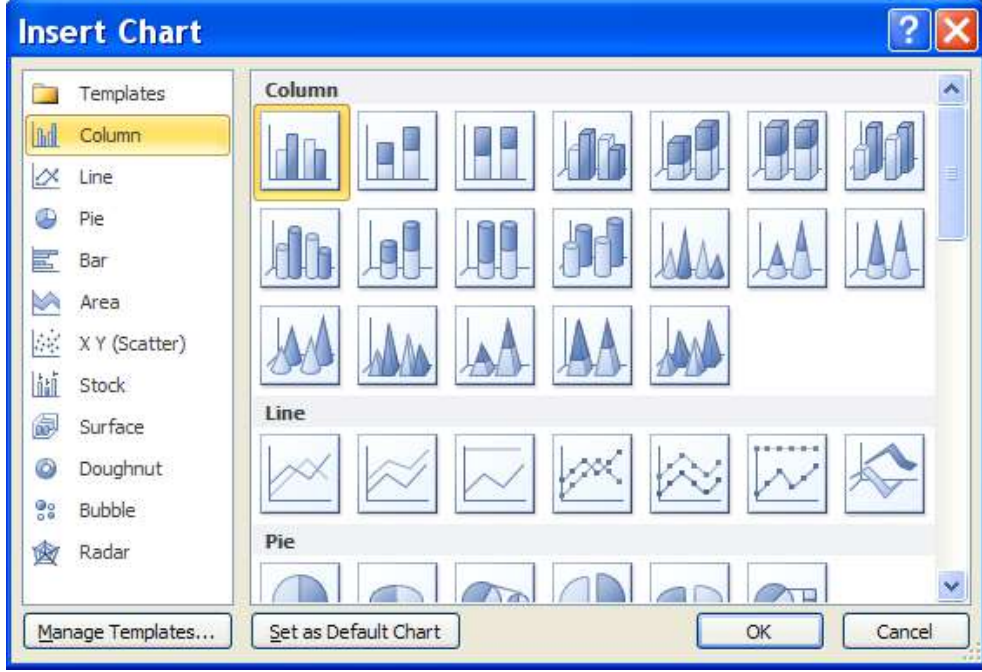 Insert Chart
Templates
Column
Line
Pie
Bar
Area
X Y (Scatter)
Stock
Surface
Doughnut
Bubble
Radar
Column
Line
Pie
Manage Templates...
Set as Default Chart
OK
Cancel